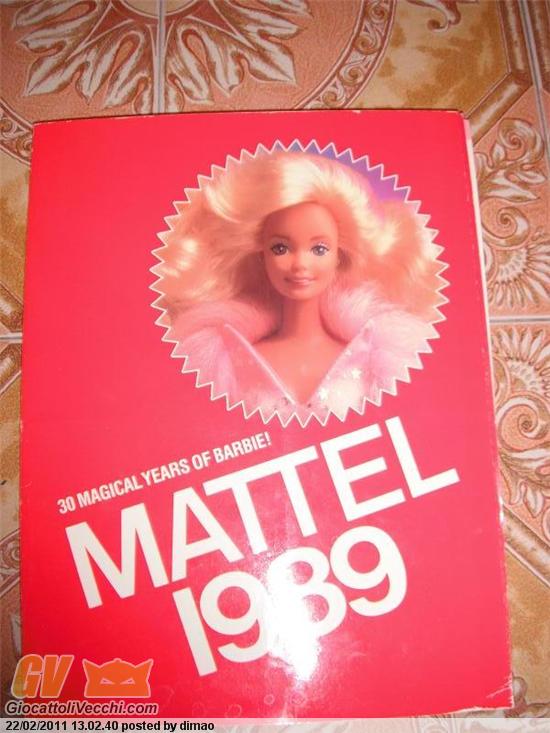 30 MAGICAL YEARS OF BARBIE!
MATTEL
1989
GV
GiocattoliVecchi.com
22/02/2011 13.02.40 posted by dimao